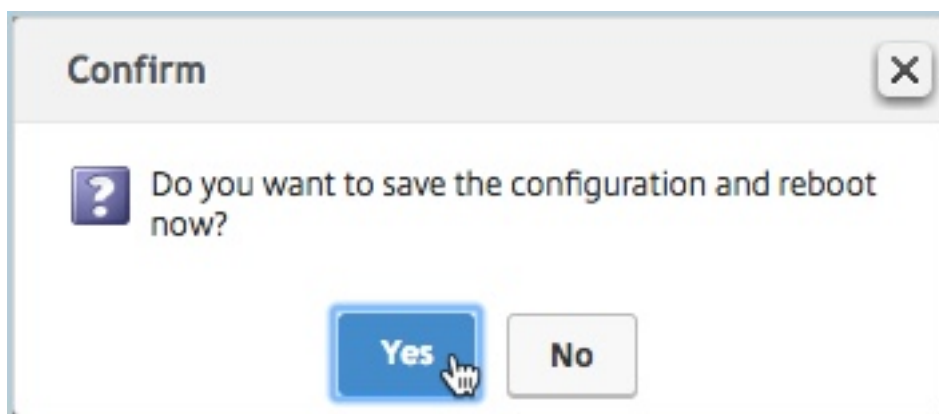 Confirm
Do you want to save the configuration and reboot
now?
Yes
No